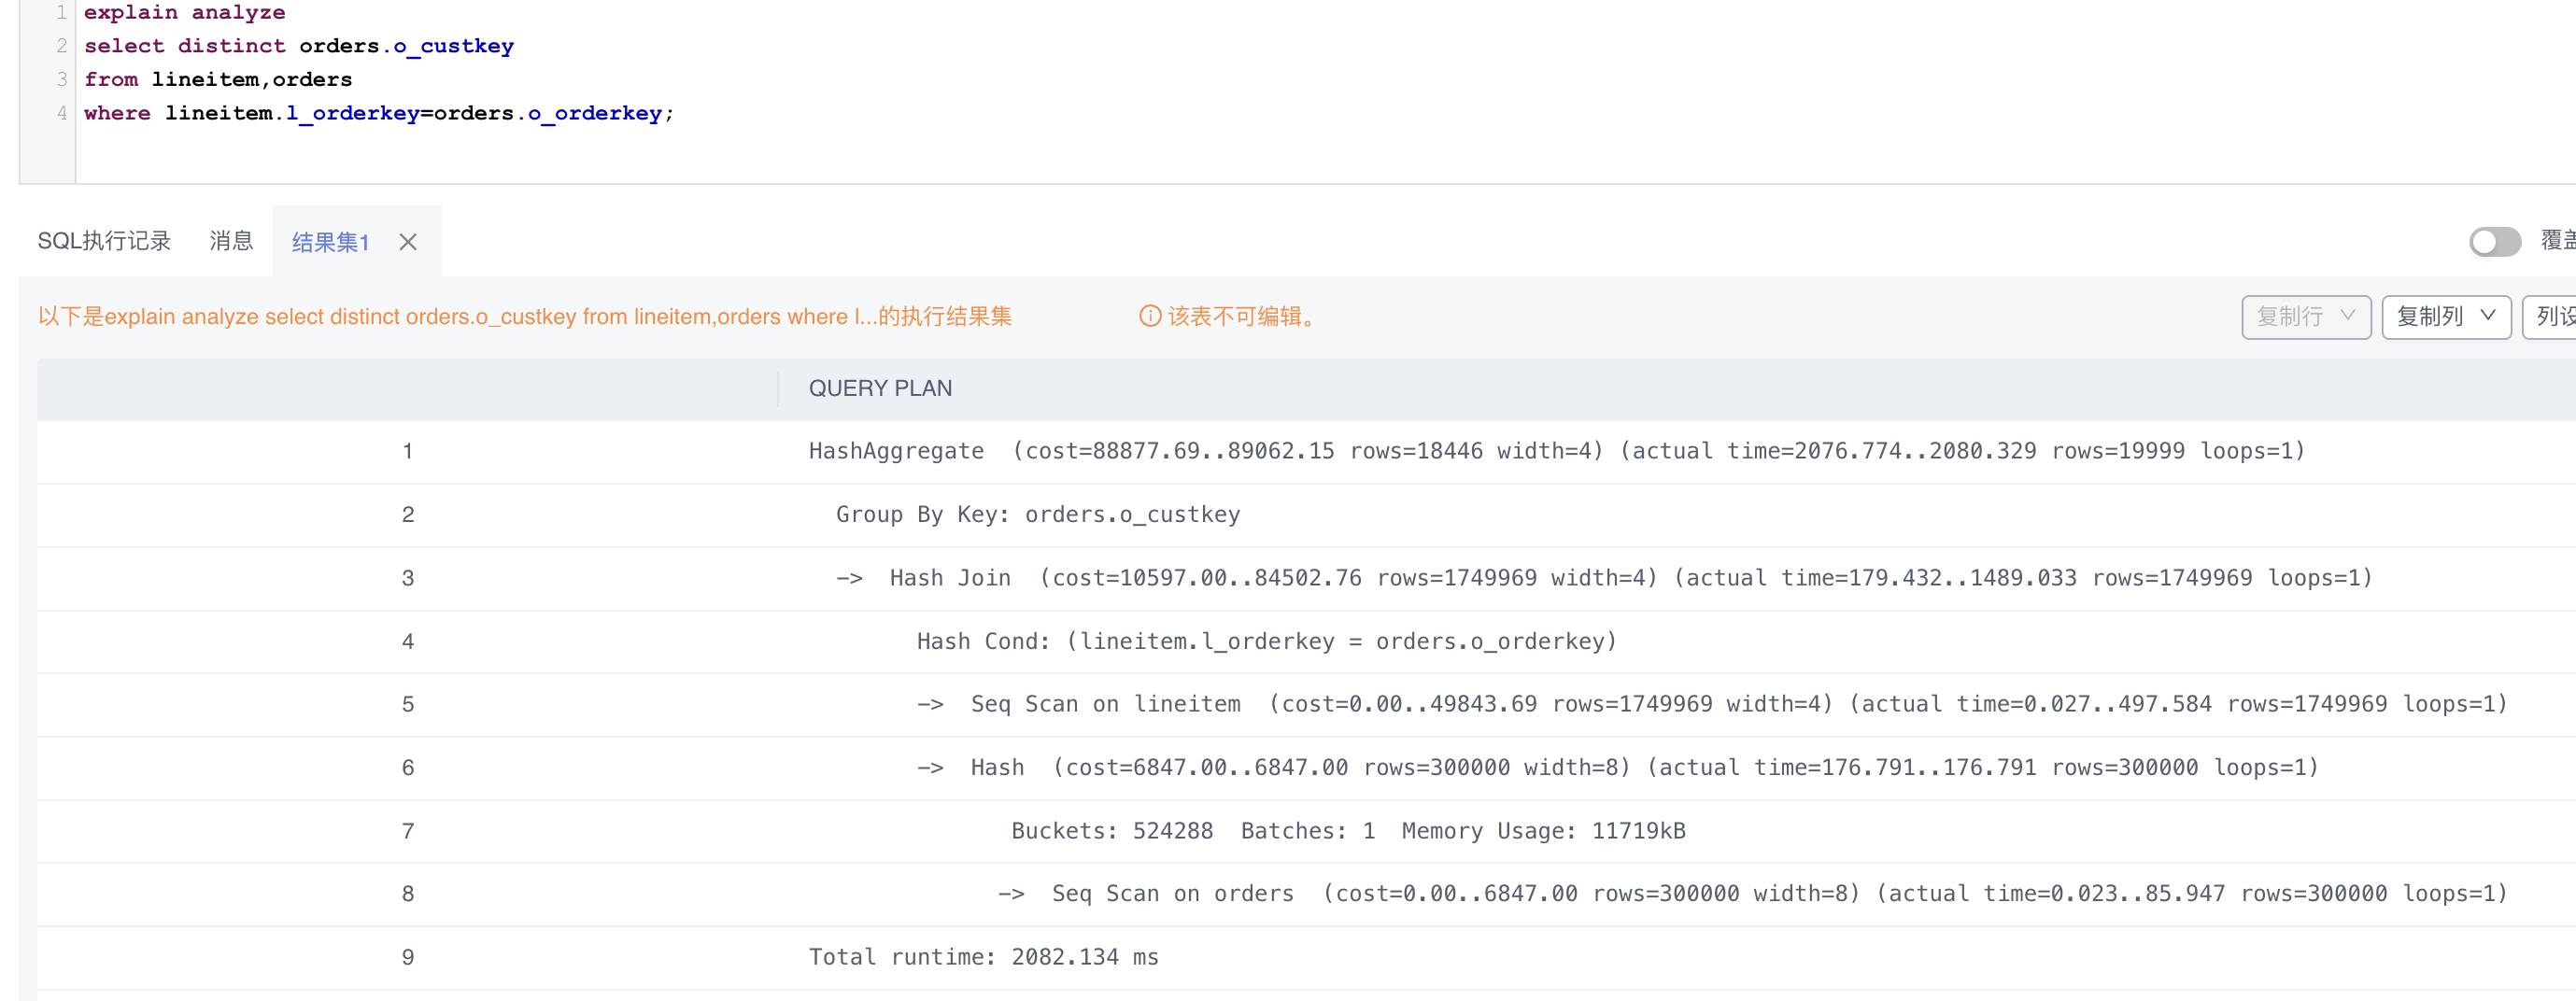 1 explain analyze
2 select distinct orders.o_custkey
3 from lineitem,orders
4 where lineitem.l_orderkey=orders.o_orderkey;
SQL执行记录 消息 结果集1
以下是explain analyze select distinct orders.o_custkey from lineitem,orders where l...的执行结果集 该表不可编辑。 复制行 复制列
QUERY PLAN
1 HashAggregate (cost=88877.69..89062.15 rows=18446 width=4) (actual time=2076.774..2080.329 rows=19999 loops=1)
2 Group By Key: orders.o_custkey
3 -> Hash Join (cost=10597.00..84502.76 rows=1749969 width=4) (actual time=179.432..1489.033 rows=1749969 loops=1)
4 Hash Cond: (lineitem.l_orderkey = orders.o_orderkey)
5 -> Seq Scan on lineitem (cost=0.00..49843.69 rows=1749969 width=4) (actual time=0.027..497.584 rows=1749969 loops=1)
6 -> Hash (cost=6847.00..6847.00 rows=300000 width=8) (actual time=176.791..176.791 rows=300000 loops=1)
7 Buckets: 524288 Batches: 1 Memory Usage: 11719kB
8 -> Seq Scan on orders (cost=0.00..6847.00 rows=300000 width=8) (actual time=0.023..85.947 rows=300000 loops=1)
9 Total runtime: 2082.134 ms